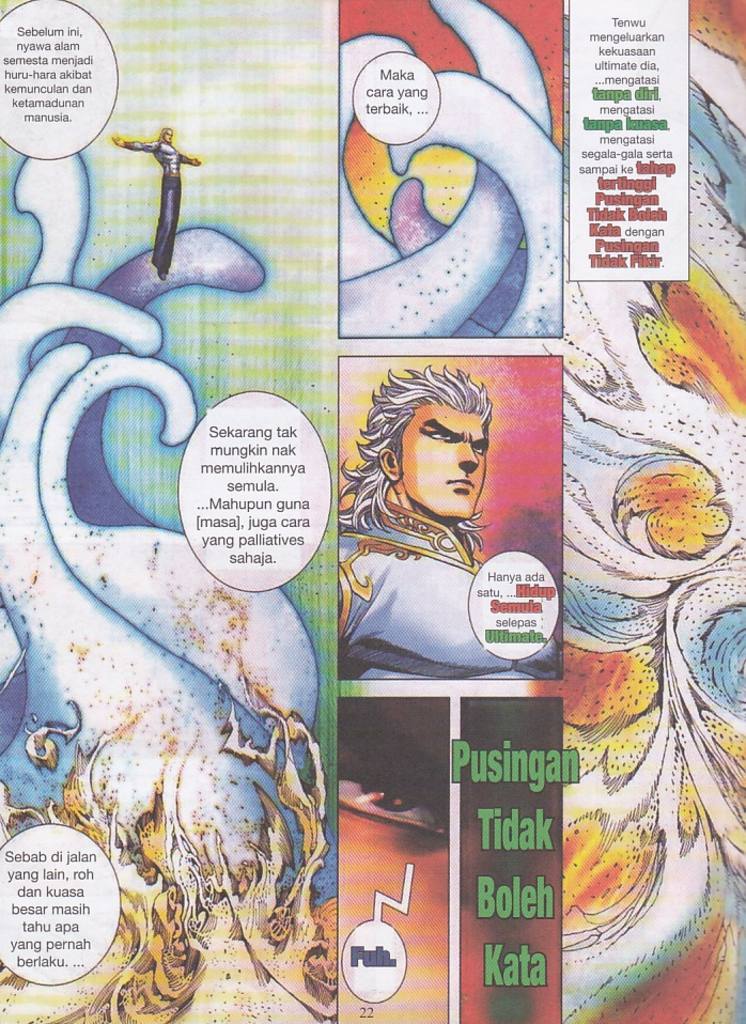 Sebelum ini,
nyawa alam
semesta menjadi
huru-hara akibat
kemunculan dan
ketamadunan
manusia.
Sekarang tak
mungkin nak
memulihkannya
semula.
...Mahupun guna
[masa], juga cara
yang palliatives
sahaja.
Sebab di jalan
yang lain, roh
dan kuasa
besar masih
tahu apa
yang pernah
berlaku. ...
Maka
cara yang
terbaik, ...
Hanya ada
satu, ...Hidup
Semula
selepas
Ultimate.
Fuh.
Pusingan
Tidak
Boleh
Kata
Tenwu
mengeluarkan
kekuasaan
ultimate dia,
...mengatasi
tanpa diri,
mengatasi
tanpa kuasa,
mengatasi
segala-gala serta
sampai ke tahap
tertinggi
Pusingan
Tidak Boleh
Kata dengan
Pusingan
Tidak Fikir.
22